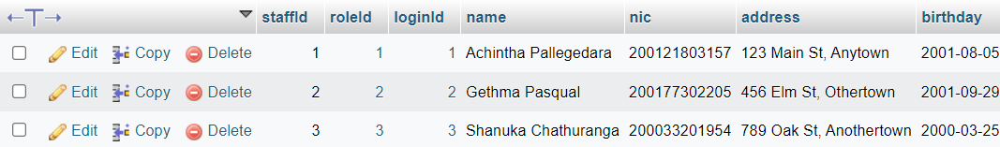 staffId roleId loginId name nic address birthday
Edit Copy Delete 1 1 1 Achintha Pallegedara 200121803157 123 Main St, Anytown 2001-08-05
Edit Copy Delete 2 2 2 Gethma Pasqual 200177302205 456 Elm St, Othertown 2001-09-29
Edit Copy Delete 3 3 3 Shanuka Chathuranga 200033201954 789 Oak St, Anothertown 2000-03-25